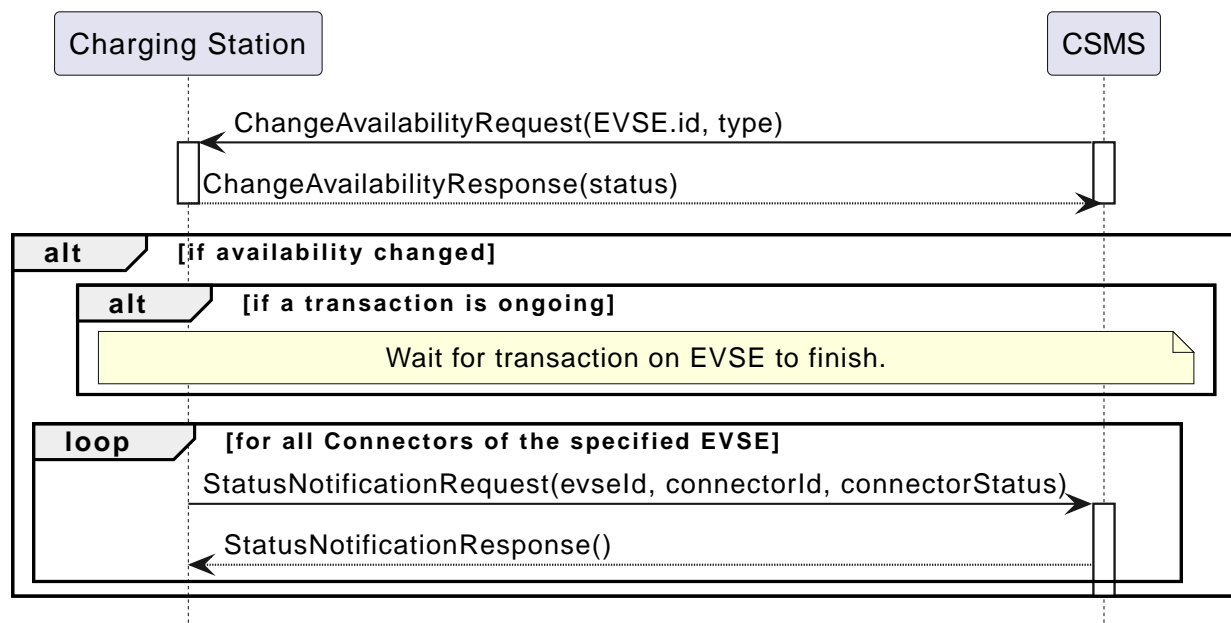 Charging Station
CSMS
ChangeAvailabilityRequest(EVSE.id, type)
ChangeAvailabilityResponse(status)
alt
[if availability changed]
alt
[if a transaction is ongoing]
Wait for transaction on EVSE to finish.
loop
[for all Connectors of the specified EVSE]
StatusNotificationRequest(evseId, connectorId, connectorStatus)
StatusNotificationResponse()